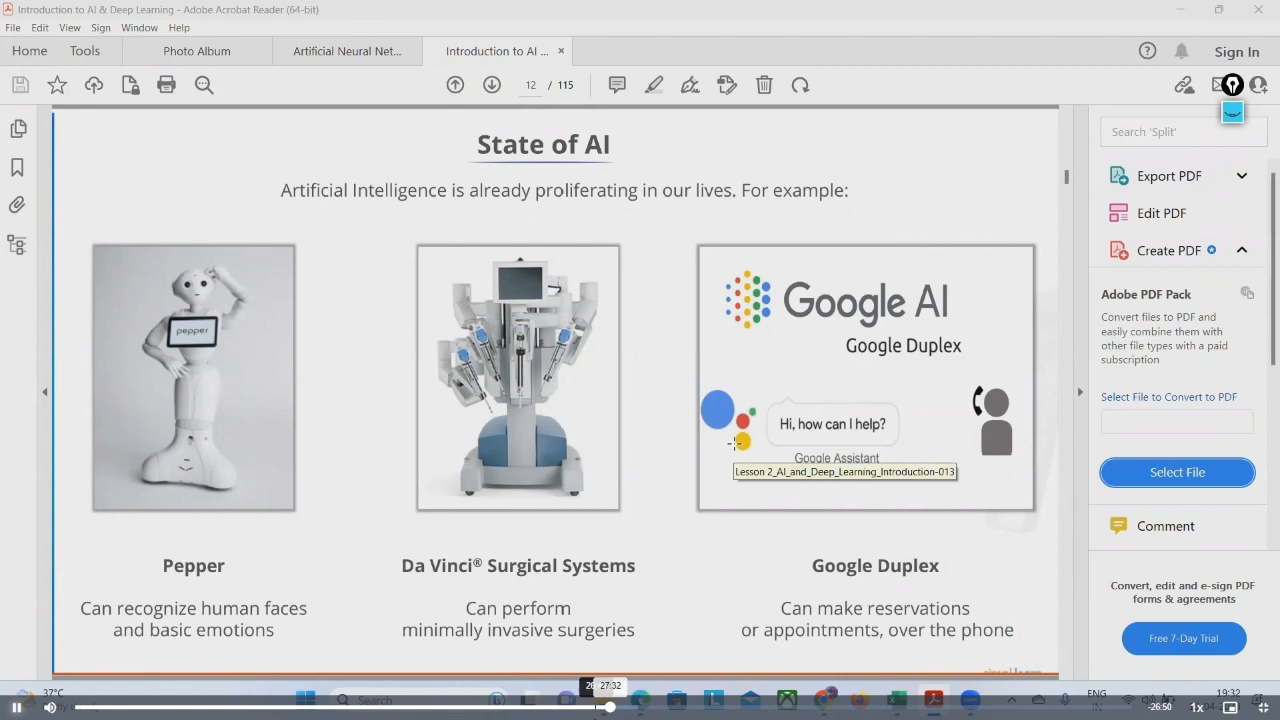 Introduction to AI & Deep Learning - Adobe Acrobat Reader (64-bit)
File Edit View Sign Window Help
Home Tools Photo Album Artificial Neural Net... Introduction to AI ... × Sign In
12 / 115
State of AI
Artificial Intelligence is already proliferating in our lives. For example:
pepper
Google AI
Google Duplex
Hi, how can I help?
Google Assistant
Lesson 2_AI_and_Deep_Learning_Introduction-013
Pepper
Can recognize human faces
and basic emotions
Da Vinci® Surgical Systems
Can perform
minimally invasive surgeries
Google Duplex
Can make reservations
or appointments, over the phone
Search 'Split'
Export PDF
Edit PDF
Create PDF
Adobe PDF Pack
Convert files to PDF and
easily combine them with
other file types with a paid
subscription
Select File to Convert to PDF
Select File
Comment
Convert, edit and e-sign PDF
forms & agreements
Free 7-Day Trial
27:32
37°C
Search
ENG
IN
19:32
-26:50
1x